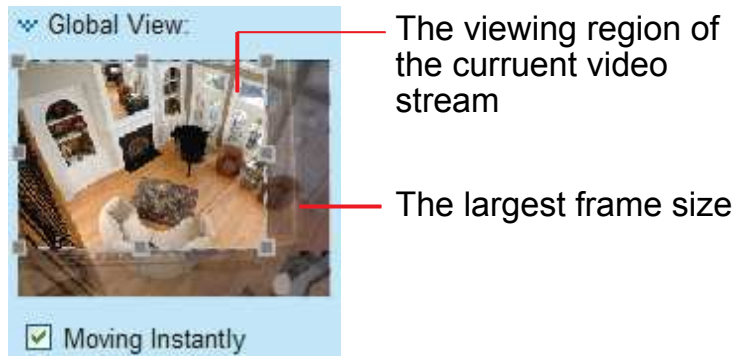 Global View:
The viewing region of
the curruent video
stream
The largest frame size
Moving Instantly